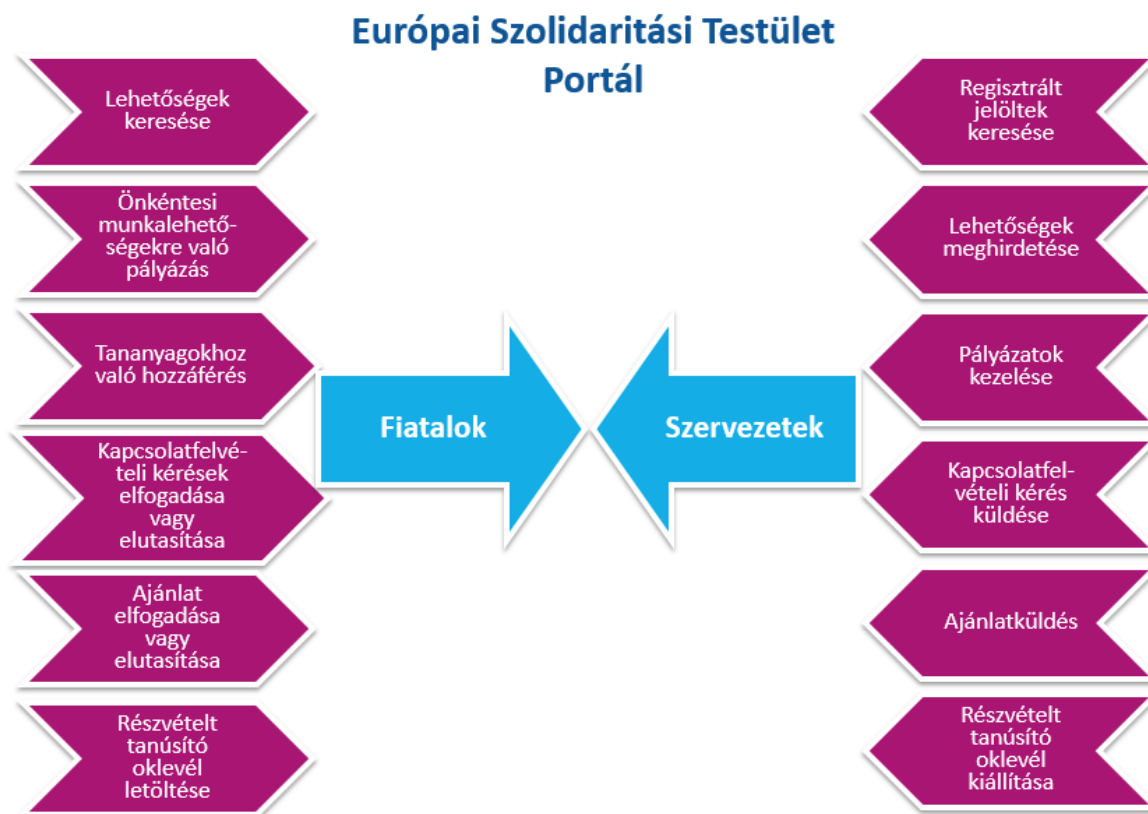 Európai Szolidaritási Testület
Portál
Lehetőségek
keresése
Önkéntesi
munkalehető-
ségekre való
pályázás
Tananyagokhoz
való hozzáférés
Kapcsolatfelvé-
teli kérések
elfogadása
vagy
elutasítása
Ajánlat
elfogadása
vagy
elutasítása
Részvételt
tanúsító
oklevél
letöltése
Fiatalok
Szervezetek
Regisztrált
jelöltek
keresése
Lehetőségek
meghirdetése
Pályázatok
kezelése
Kapcsolatfel-
vételi kérés
küldése
Ajánlatküldés
Részvételt
tanúsító
oklevél
kiállítása